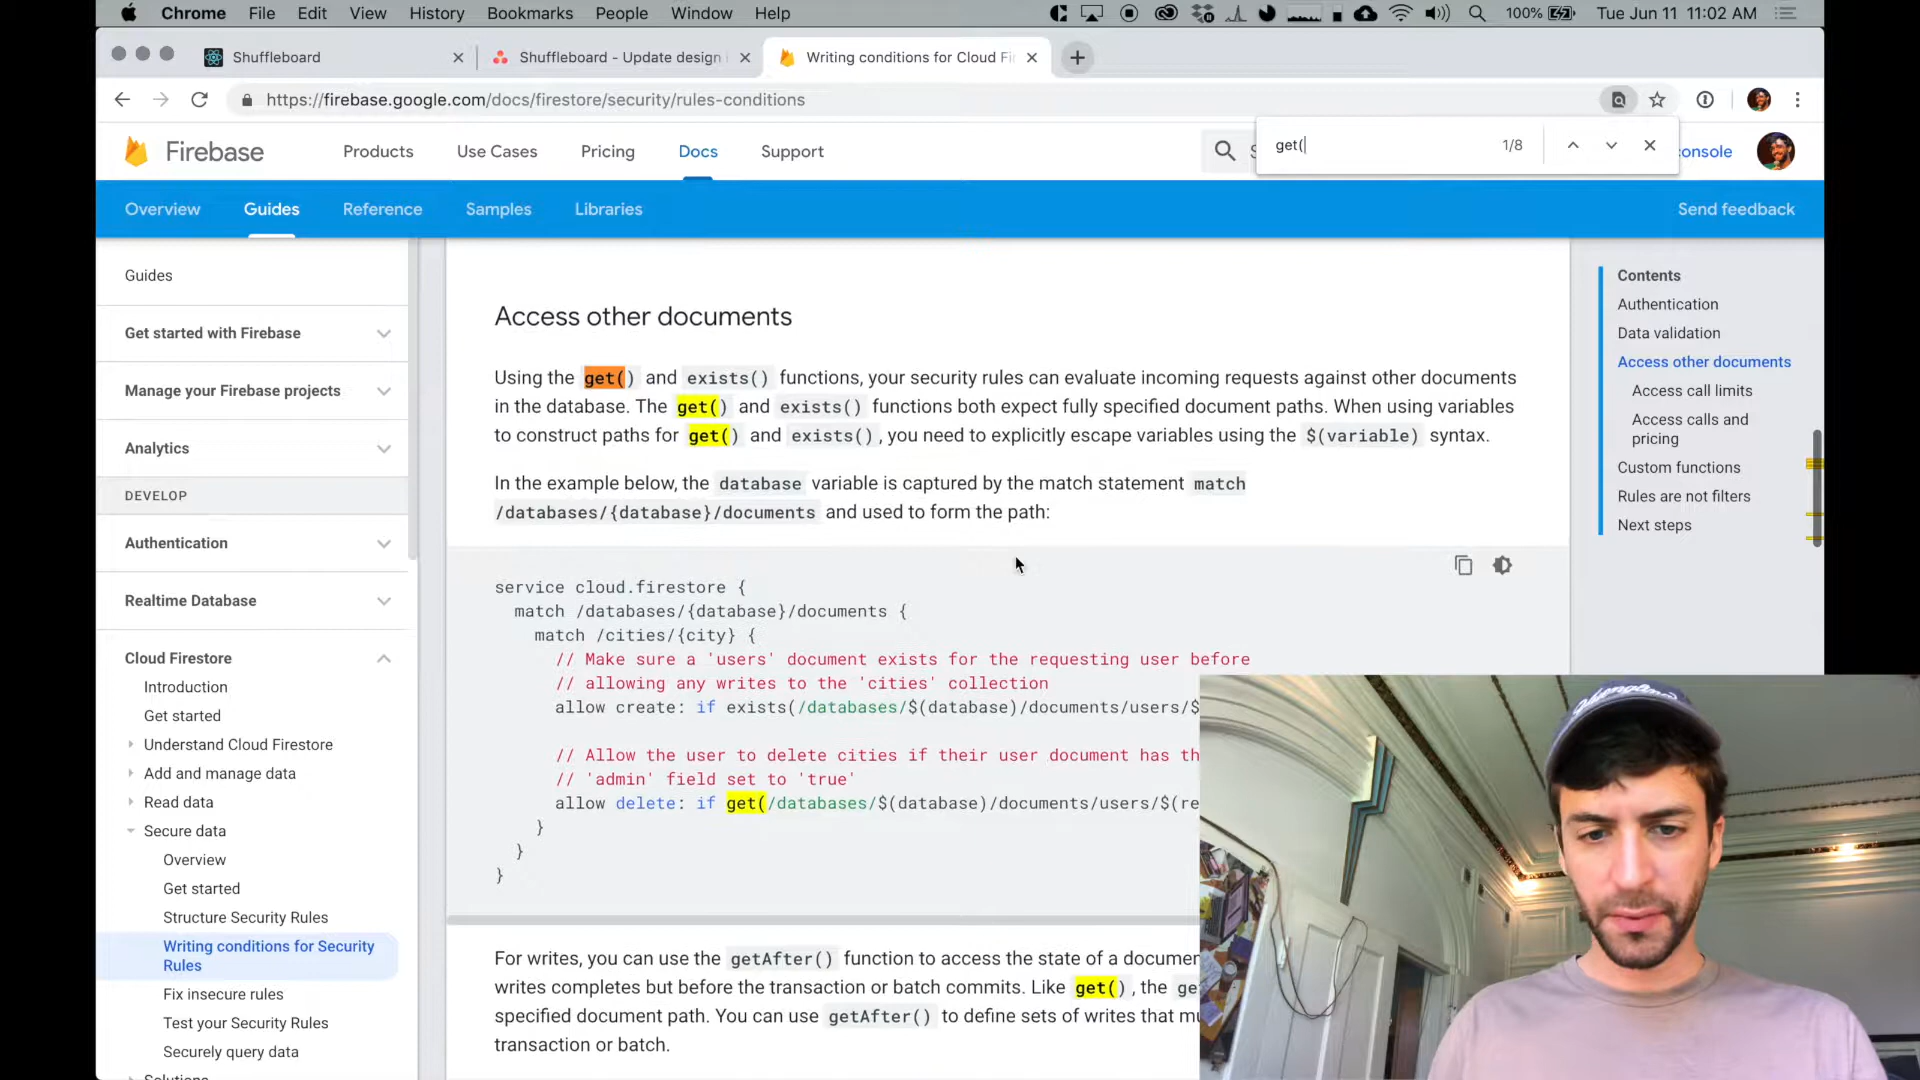 Chrome File Edit View History Bookmarks People Window Help 100% Tue Jun 11 11:02 AM
Shuffleboard Shuffleboard - Update design Writing conditions for Cloud Fi
https://firebase.google.com/docs/firestore/security/rules-conditions
get( 1/8
Firebase Products Use Cases Pricing Docs Support console
Overview Guides Reference Samples Libraries Send feedback
Guides
Get started with Firebase
Manage your Firebase projects
Analytics
DEVELOP
Authentication
Realtime Database
Cloud Firestore
Introduction
Get started
Understand Cloud Firestore
Add and manage data
Read data
Secure data
Overview
Get started
Structure Security Rules
Writing conditions for Security
Rules
Fix insecure rules
Test your Security Rules
Securely query data
Solutions
Access other documents
Using the get() and exists() functions, your security rules can evaluate incoming requests against other documents
in the database. The get() and exists() functions both expect fully specified document paths. When using variables
to construct paths for get() and exists(), you need to explicitly escape variables using the $(variable) syntax.
In the example below, the database variable is captured by the match statement match
/databases/{database}/documents and used to form the path:
service cloud.firestore {
match /databases/{database}/documents {
match /cities/{city} {
// Make sure a 'users' document exists for the requesting user before
// allowing any writes to the 'cities' collection
allow create: if exists(/databases/$(database)/documents/users/$
// Allow the user to delete cities if their user document has th
// 'admin' field set to 'true'
allow delete: if get(/databases/$(database)/documents/users/$(re
}
}
}
For writes, you can use the getAfter() function to access the state of a documen
writes completes but before the transaction or batch commits. Like get(), the ge
specified document path. You can use getAfter() to define sets of writes that mu
transaction or batch.
Contents
Authentication
Data validation
Access other documents
Access call limits
Access calls and
pricing
Custom functions
Rules are not filters
Next steps